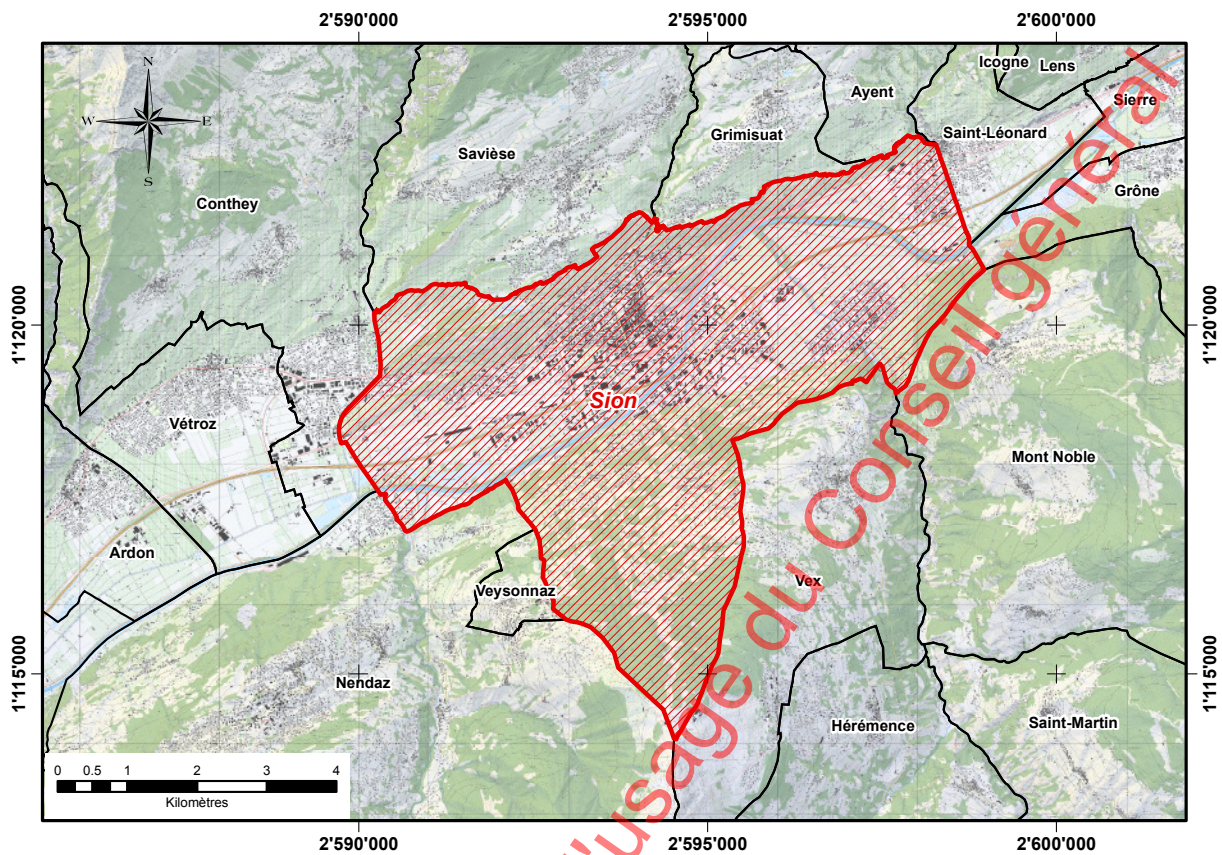 2'590'000 2'595'000 2'600'000
Icogne Lens
Ayent
Sierre
N
W E
S
Grimisuat
Saint-Léonard
Savièse
Grône
Conthey
1'120'000 1'120'000
Sion
Vétroz
Mont Noble
Ardon
Vex
Veysonnaz
1'115'000 1'115'000
Nendaz
Hérémence
Saint-Martin
0 0.5 1 2 3 4
Kilomètres
2'590'000 2'595'000 2'600'000
l'usage du Conseil général